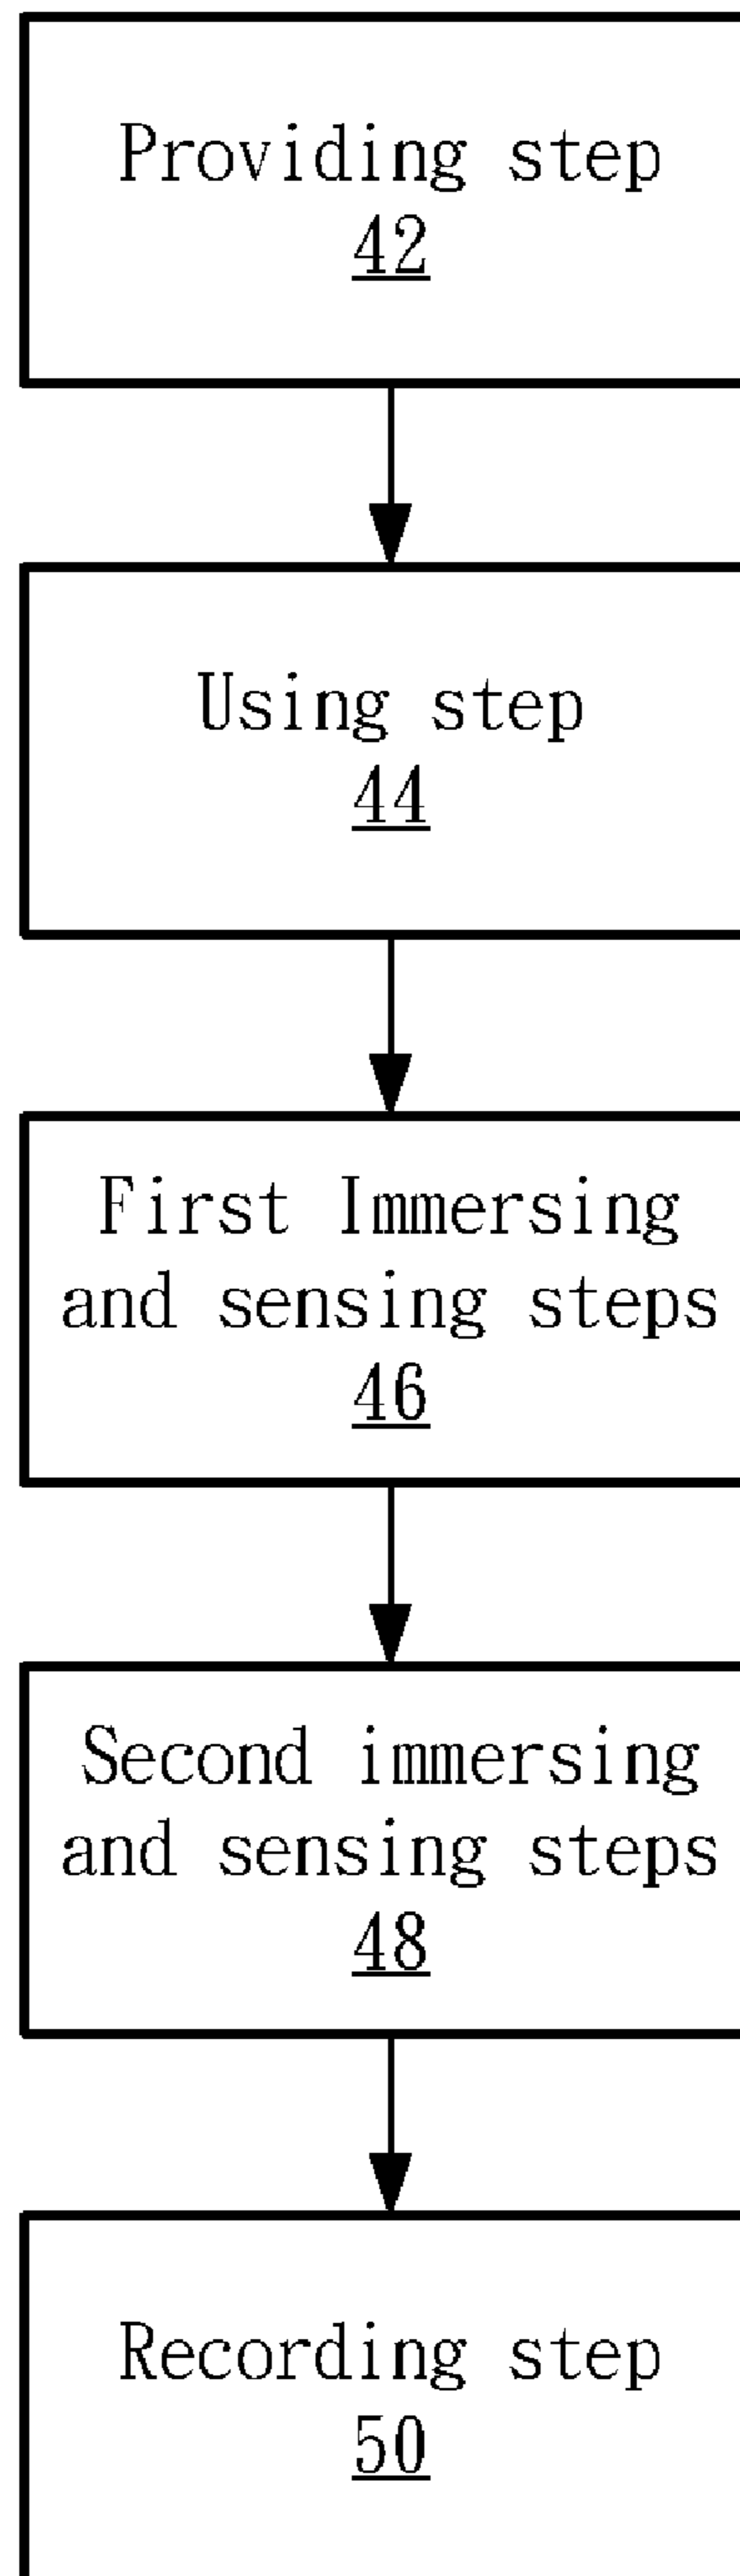 Providing step
42
Using step
44
First Immersing
and sensing steps
46
Second immersing
and sensing steps
48
Recording step
50